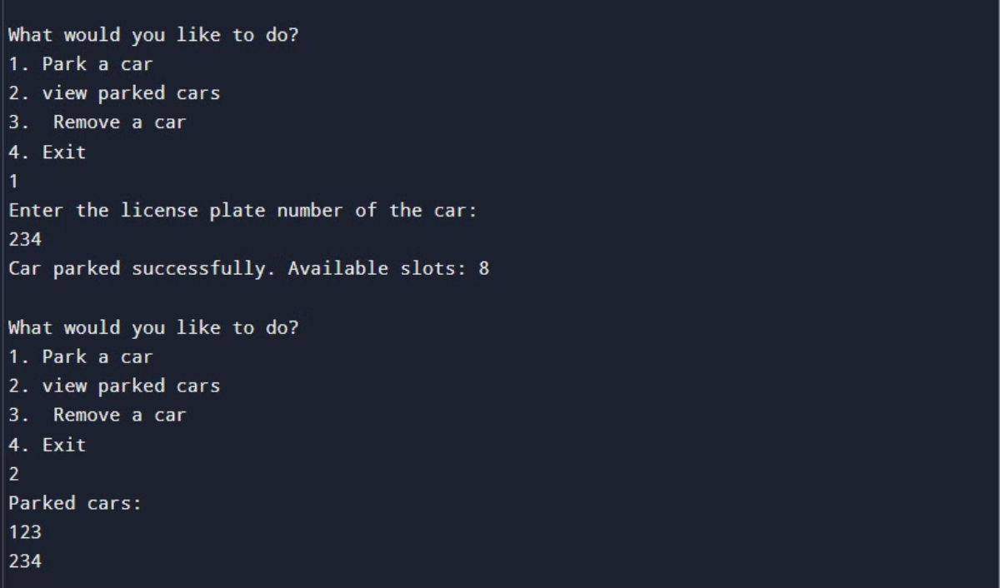 What would you like to do?
1. Park a car
2. view parked cars
3.  Remove a car
4. Exit
1
Enter the license plate number of the car:
234
Car parked successfully. Available slots: 8
What would you like to do?
1. Park a car
2. view parked cars
3.  Remove a car
4. Exit
2
Parked cars:
123
234